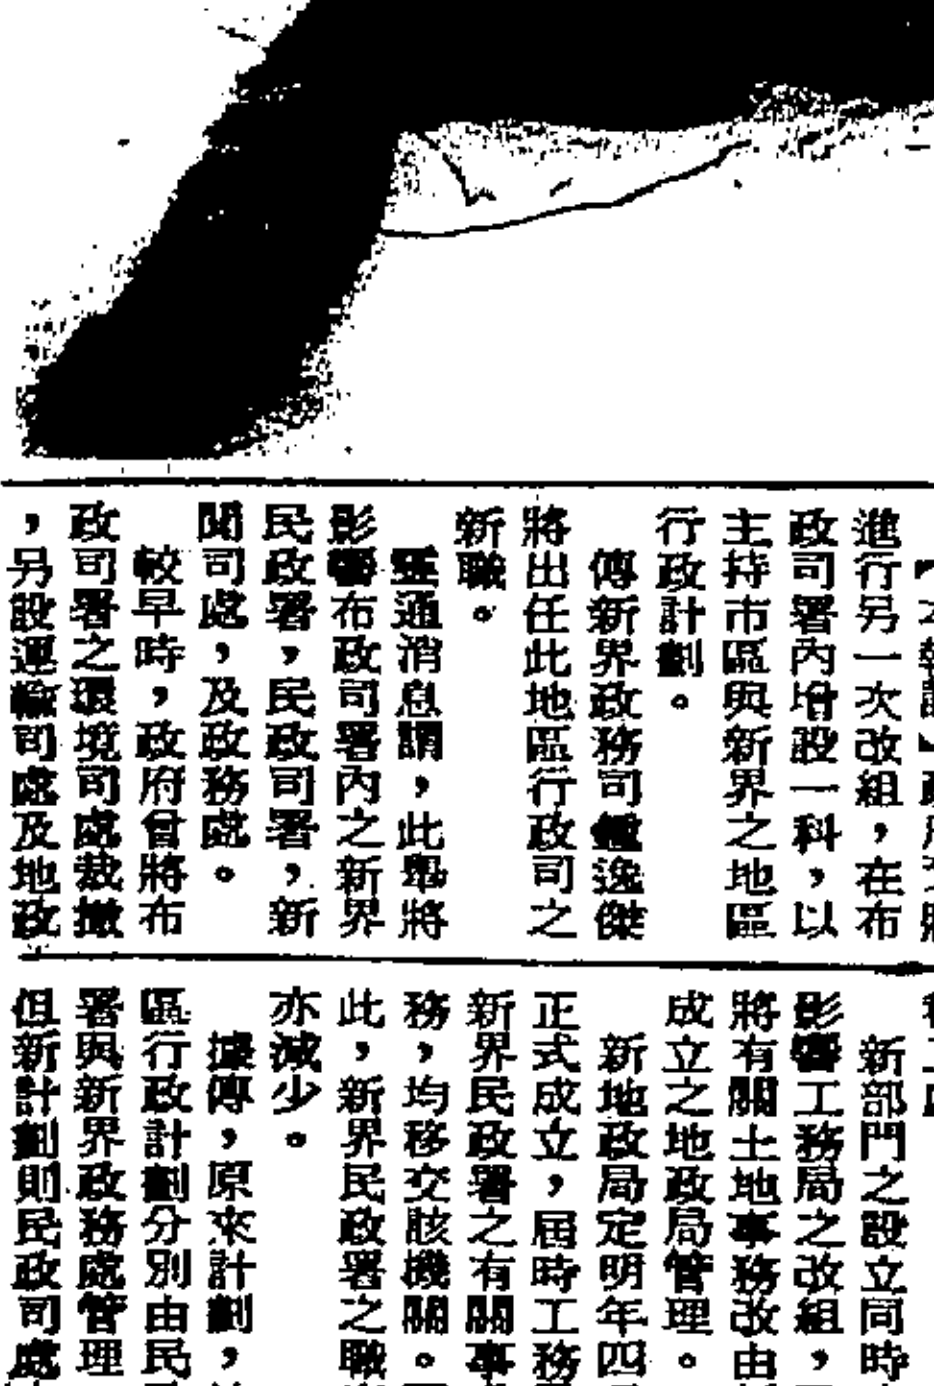 進行另一次改組，在布
政司署內增設一科，以
主持市區與新界之地區
行政計劃。
傳新界政務司鍾逸傑
將出任此地區行政司之
新職。
通消息謂，此舉將
影響布政司署內之新界
民政署，民政司署，新
聞司處，及政務處。
較早時，政府曾將布
政司署之環境司處裁撤
，另設運輸司處及地政
新部門之設立同時
影響工務局之改組，
將有關土地事務改由
成立之地政局管理。
新地政局定明年四
正式成立，屆時工務
新界民政署之有關事
務，均移交該機關。
此，新界民政署之職
亦減少。
據傳，原來計劃，
區行政計劃分別由民
署與新界政務處管理
但新計劃則民政司處